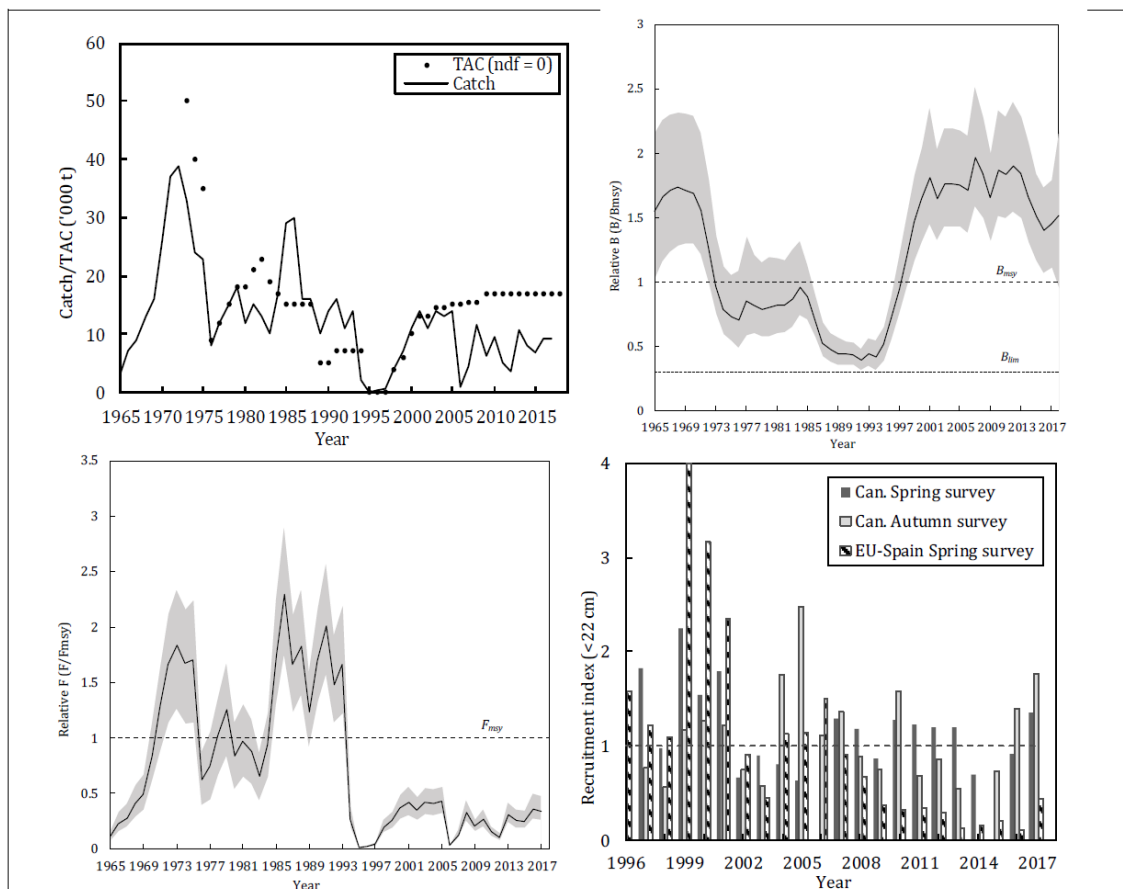 60
50
40
30
20
10
0
Catch/TAC ('000 t)
TAC (ndf = 0)
Catch
1965 1970 1975 1980 1985 1990 1995 2000 2005 2010 2015
Year
3
2.5
2
1.5
1
0.5
0
Relative B (B/Bmsy)
Bmsy
Blim
1965 1969 1973 1977 1981 1985 1989 1993 1997 2001 2005 2009 2013 2017
Year
3.5
3
2.5
2
1.5
1
0.5
0
Relative F (F/Fmsy)
Fmsy
1965 1969 1973 1977 1981 1985 1989 1993 1997 2001 2005 2009 2013 2017
Year
4
3
2
1
0
Recruitment index (<22 cm)
Can. Spring survey
Can. Autumn survey
EU-Spain Spring survey
1996 1999 2002 2005 2008 2011 2014 2017
Year